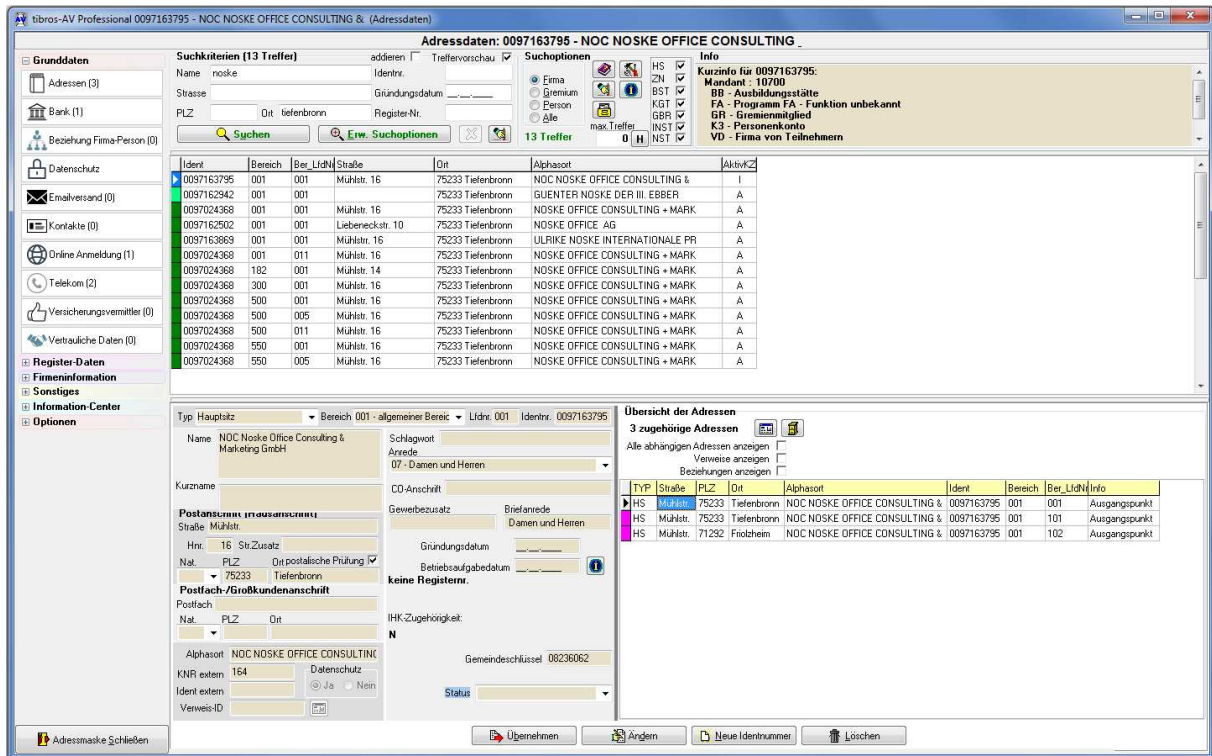 tibros-AV Professional 0097163795 - NOC NOSKE OFFICE CONSULTING & (Adressdaten)
Adressdaten: 0097163795 - NOC NOSKE OFFICE CONSULTING _
Grunddaten
Adressen (3)
Bank (1)
Beziehung Firma-Person (0)
Datenschutz
Emailversand (0)
Kontakte (0)
Online Anmeldung (1)
Telekom (2)
Versicherungsvermittler (0)
Vertrauliche Daten (0)
Register-Daten
Firmeninformation
Sonstiges
Information-Center
Optionen
Adressmaske Schließen
Suchkriterien (13 Treffer) addieren Treffervorschau
Name noske Identnr.
Strasse Gründungsdatum __.__.____
PLZ Ort tiefenbronn Register-Nr.
Suchen Erw. Suchoptionen
Suchoptionen
Firma
Gremium
Person
Alle
13 Treffer
max.Treffer
0 H
HS
ZN
BST
KGT
GBR
INST
NST
Info
Kurzinfo für 0097163795:
Mandant : 10700
BB - Ausbildungsstätte
FA - Programm FA - Funktion unbekannt
GR - Gremienmitglied
K3 - Personenkonto
VD - Firma von Teilnehmern
Ident Bereich Ber_LfdNr Straße Ort Alphasort AktivKZ
0097163795 001 001 Mühlstr. 16 75233 Tiefenbronn NOC NOSKE OFFICE CONSULTING & I
0097162942 001 001 75233 Tiefenbronn GUENTER NOSKE DER III. EBBER A
0097024368 001 001 Mühlstr. 16 75233 Tiefenbronn NOSKE OFFICE CONSULTING + MARK A
0097162502 001 001 Liebeneckstr. 10 75233 Tiefenbronn NOSKE OFFICE AG A
0097163869 001 001 Mühlstr. 16 75233 Tiefenbronn ULRIKE NOSKE INTERNATIONALE PR A
0097024368 001 011 Mühlstr. 16 75233 Tiefenbronn NOSKE OFFICE CONSULTING + MARK A
0097024368 182 001 Mühlstr. 14 75233 Tiefenbronn NOSKE OFFICE CONSULTING + MARK A
0097024368 300 001 Mühlstr. 16 75233 Tiefenbronn NOSKE OFFICE CONSULTING + MARK A
0097024368 500 001 Mühlstr. 16 75233 Tiefenbronn NOSKE OFFICE CONSULTING + MARK A
0097024368 500 005 Mühlstr. 16 75233 Tiefenbronn NOSKE OFFICE CONSULTING + MARK A
0097024368 500 011 Mühlstr. 16 75233 Tiefenbronn NOSKE OFFICE CONSULTING + MARK A
0097024368 550 001 Mühlstr. 16 75233 Tiefenbronn NOSKE OFFICE CONSULTING + MARK A
0097024368 550 005 Mühlstr. 16 75233 Tiefenbronn NOSKE OFFICE CONSULTING + MARK A
Typ Hauptsitz Bereich 001 - allgemeiner Bereic Lfdnr. 001 Identnr. 0097163795
Name NOC Noske Office Consulting &
Marketing GmbH
Kurzname
Postanschrift (Hausanschrift)
Straße Mühlstr.
Hnr. 16 Str.Zusatz
Nat. PLZ Ort postalische Prüfung
75233 Tiefenbronn
Postfach-/Großkundenanschrift
Postfach
Nat. PLZ Ort
Alphasort NOC NOSKE OFFICE CONSULTING
KNR extern 164
Datenschutz
Ident extern Ja Nein
Verweis-ID
Schlagwort
Anrede
07 - Damen und Herren
CO-Anschrift
Gewerbezusatz Briefanrede
Damen und Herren
Gründungsdatum __.__.____
Betriebsaufgabedatum __.__.____
keine Registernr.
IHK-Zugehörigkeit:
N
Gemeindeschlüssel 08236062
Status
Übersicht der Adressen
3 zugehörige Adressen
Alle abhängigen Adressen anzeigen
Verweise anzeigen
Beziehungen anzeigen
TYP Straße PLZ Ort Alphasort Ident Bereich Ber_LfdNr Info
HS Mühlstr. 75233 Tiefenbronn NOC NOSKE OFFICE CONSULTING & 0097163795 001 001 Ausgangspunkt
HS Mühlstr. 75233 Tiefenbronn NOC NOSKE OFFICE CONSULTING & 0097163795 001 101 Ausgangspunkt
HS Mühlstr. 71292 Friolzheim NOC NOSKE OFFICE CONSULTING & 0097163795 001 102 Ausgangspunkt
Übernehmen Ändern Neue Identnummer Löschen